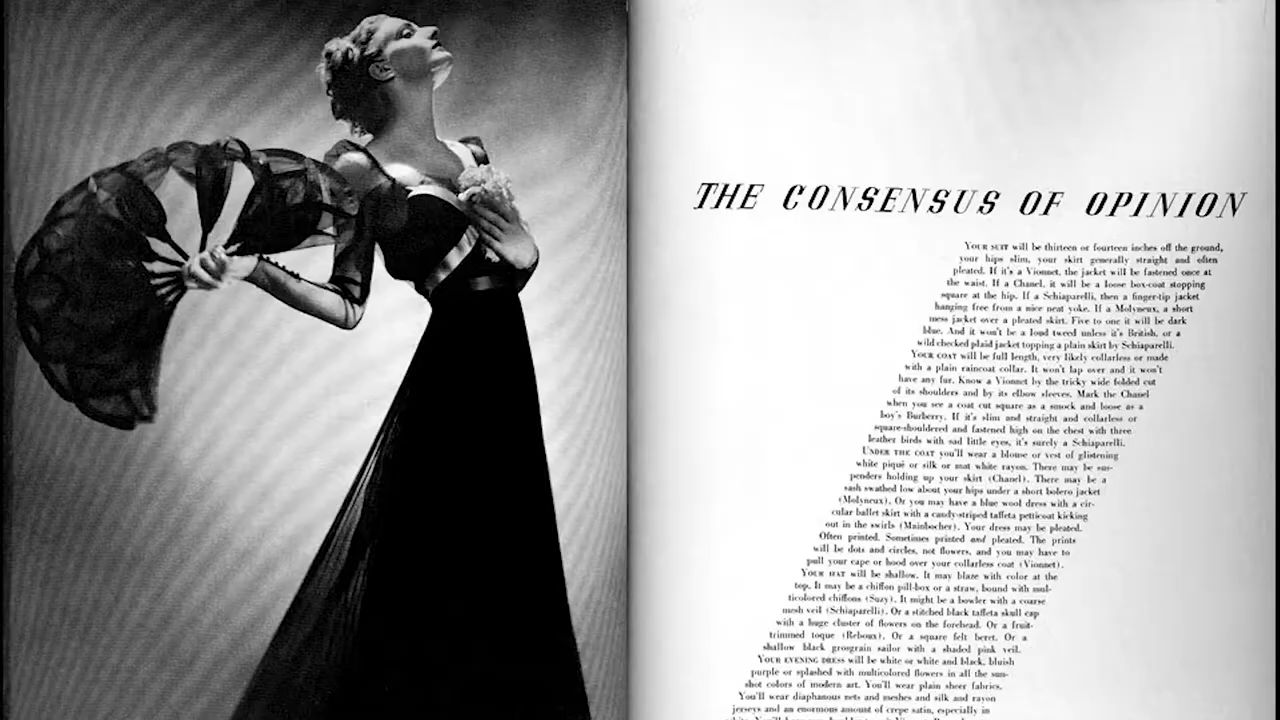 THE CONSENSUS OF OPINION
YOUR SUIT will be thirteen or fourteen inches off the ground,
your hips slim, your skirt generally straight and often
pleated. If it's a Vionnet, the jacket will be fastened once at
the waist. If a Chanel, it will be a loose box-coat stopping
square at the hip. If a Schiaparelli, then a finger-tip jacket
hanging free from a nice neat yoke. If a Molyneux, a short
mess jacket over a pleated skirt. Five to one it will be dark
blue. And it won't be a loud tweed unless it's British, or a
wild checked plaid jacket topping a plain skirt by Schiaparelli.
YOUR COAT will be full length, very likely collarless or made
with a plain raincoat collar. It won't lap over and it won't
have any fur. Know a Vionnet by the tricky wide folded cut
of its shoulders and by its elbow sleeves. Mark the Chanel
when you see a coat cut square as a smock and loose as a
boy's Burberry. If it's slim and straight and collarless or
square-shouldered and fastened high on the chest with three
leather birds with sad little eyes, it's surely a Schiaparelli.
UNDER THE COAT you'll wear a blouse or vest of glistening
white piqué or silk or mat white rayon. There may be sus-
penders holding up your skirt (Chanel). There may be a
sash swathed low about your hips under a short bolero jacket
(Molyneux). Or you may have a blue wool dress with a cir-
cular ballet skirt with a candy-striped taffeta petticoat kicking
out in the swirls (Mainbocher). Your dress may be pleated.
Often printed. Sometimes printed and pleated. The prints
will be dots and circles, not flowers, and you may have to
pull your cape or hood over your collarless coat (Vionnet).
YOUR HAT will be shallow. It may blaze with color at the
top. It may be a chiffon pill-box or a straw, bound with mul-
ticolored chiffons (Suzy). It might be a bowler with a coarse
mesh veil (Schiaparelli). Or a stitched black taffeta skull cap
with a huge cluster of flowers on the forehead. Or a fruit-
trimmed toque (Reboux). Or a square felt beret. Or a
shallow black grosgrain sailor with a shaded pink veil.
YOUR EVENING DRESS will be white or white and black, bluish
purple or splashed with multicolored flowers in all the sun-
shot colors of modern art. You'll wear plain sheer fabrics.
You'll wear diaphanous nets and meshes and silk and rayon
jerseys and an enormous amount of crepe satin, especially in